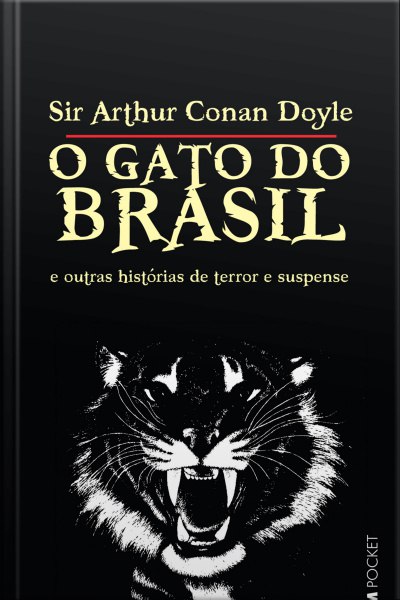 Sir Arthur Conan Doyle
O GATO DO
BRASIL
e outras histórias de terror e suspense
POCKET